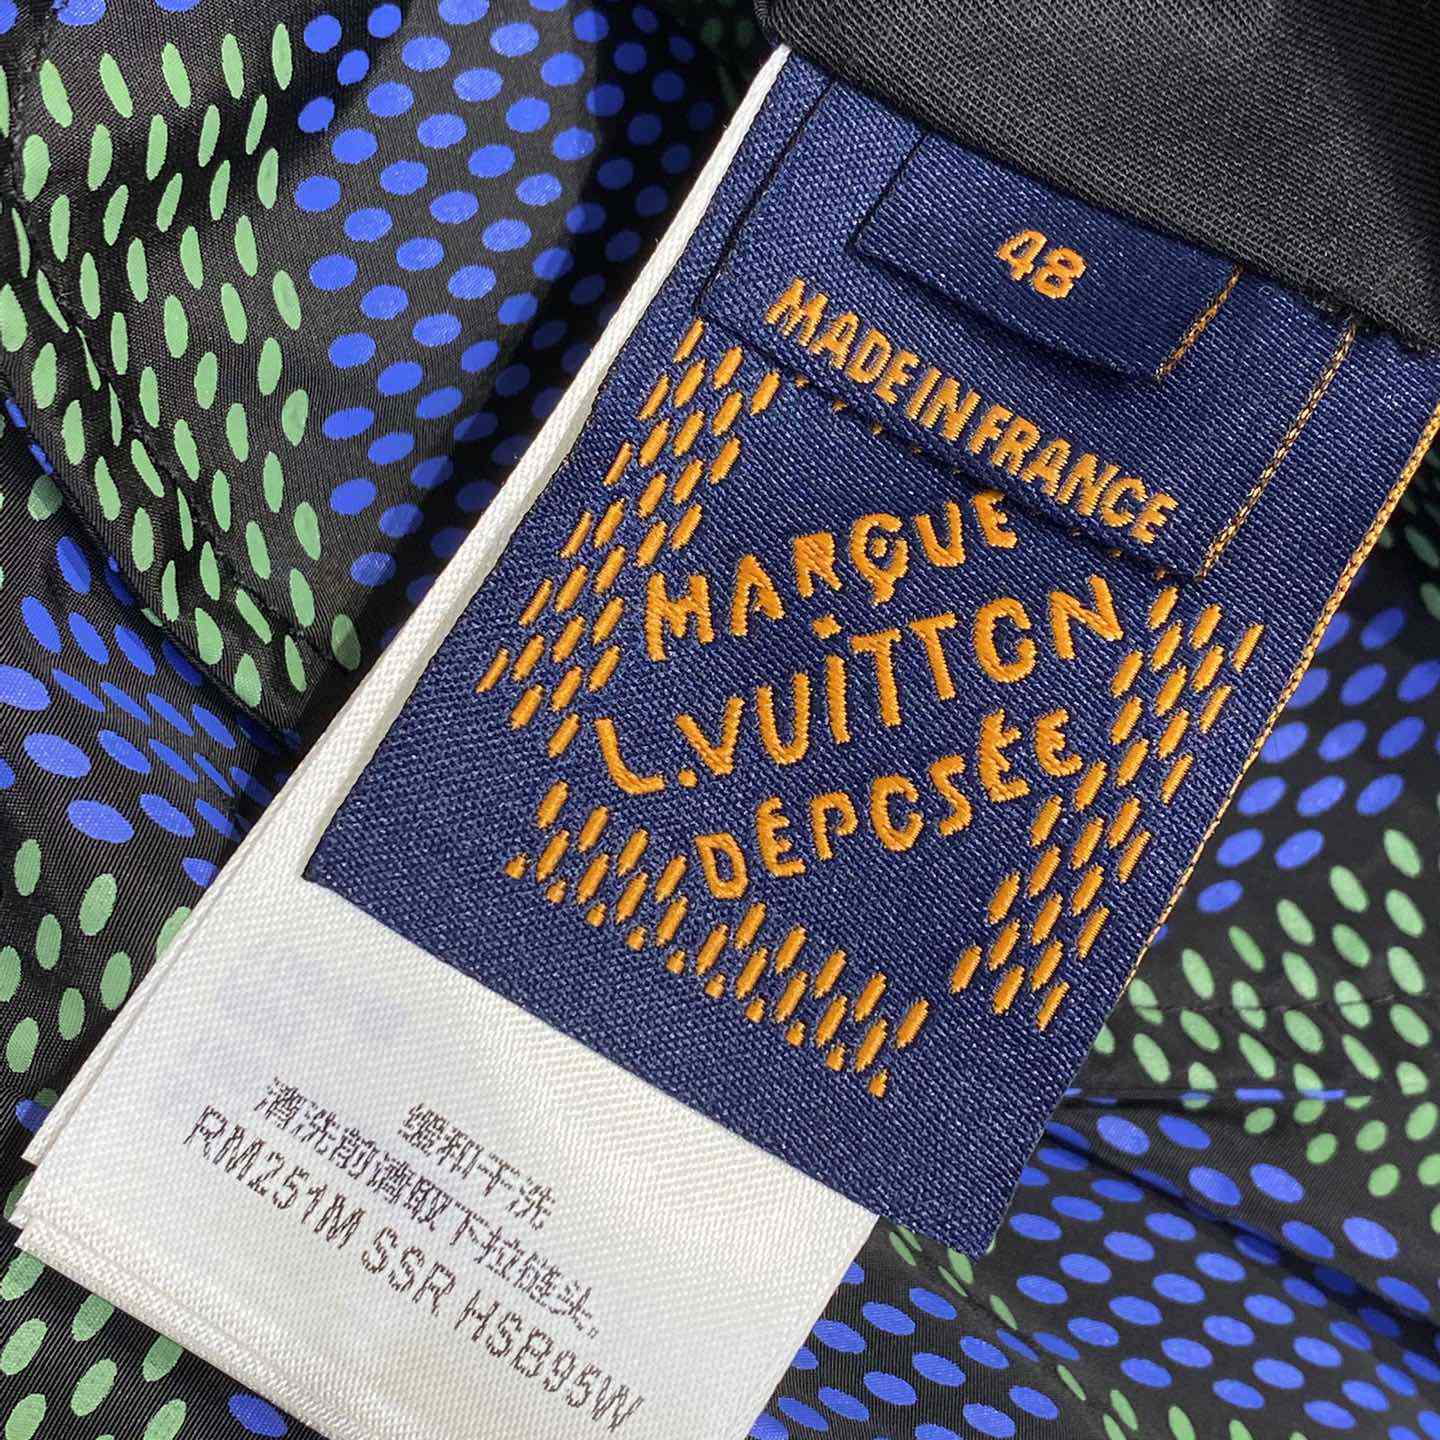 48
MADE IN FRANCE
MARQUE
L.VUITTON
DEPOSÉE
缓和干洗
清洗前请取下拉链头.
RM251M SSR HSB95W